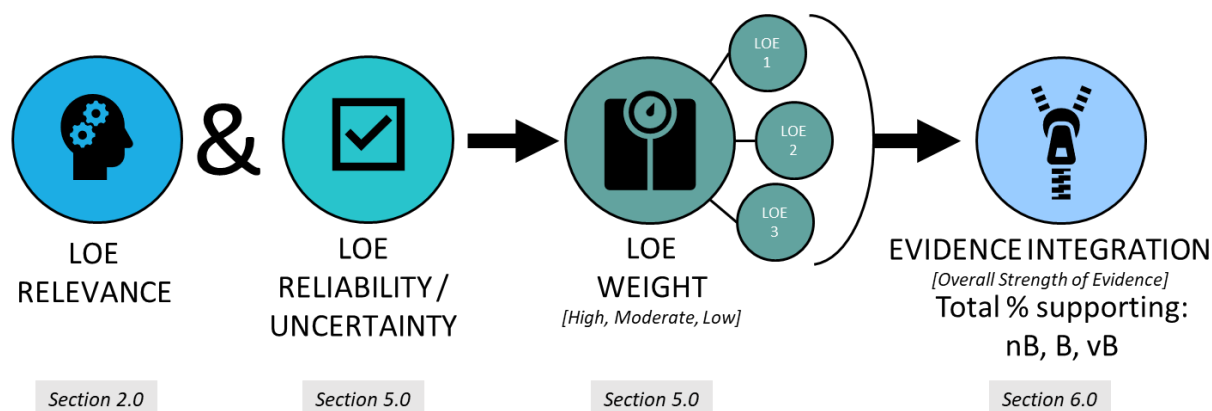 &
LOE
1
LOE
2
LOE
3
LOE
RELEVANCE
LOE
RELIABILITY /
UNCERTAINTY
LOE
WEIGHT
[High, Moderate, Low]
EVIDENCE INTEGRATION
[Overall Strength of Evidence]
Total % supporting:
nB, B, vB
Section 2.0
Section 5.0
Section 5.0
Section 6.0